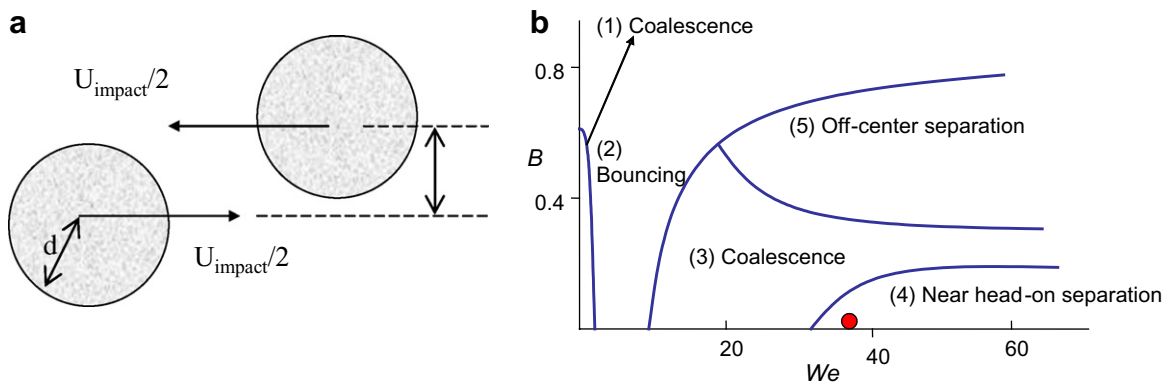 a
U_impact/2
d
U_impact/2
b
(1) Coalescence
0.8
(5) Off-center separation
B
(2)
Bouncing
0.4
(3) Coalescence
(4) Near head-on separation
20
40
60
We